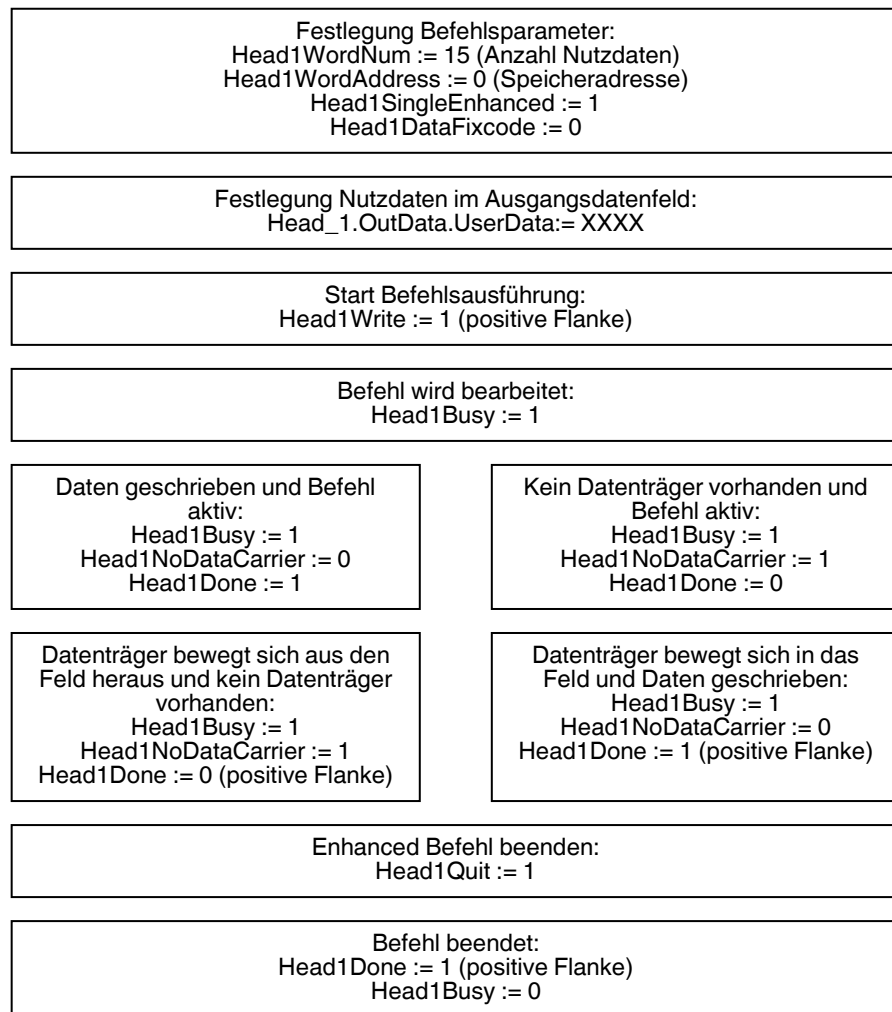 Festlegung Befehlsparameter:
Head1WordNum := 15 (Anzahl Nutzdaten)
Head1WordAddress := 0 (Speicheradresse)
Head1SingleEnhanced := 1
Head1DataFixcode := 0
Festlegung Nutzdaten im Ausgangsdatenfeld:
Head_1.OutData.UserData:= XXXX
Start Befehlsausführung:
Head1Write := 1 (positive Flanke)
Befehl wird bearbeitet:
Head1Busy := 1
Daten geschrieben und Befehl
aktiv:
Head1Busy := 1
Head1NoDataCarrier := 0
Head1Done := 1
Kein Datenträger vorhanden und
Befehl aktiv:
Head1Busy := 1
Head1NoDataCarrier := 1
Head1Done := 0
Datenträger bewegt sich aus den
Feld heraus und kein Datenträger
vorhanden:
Head1Busy := 1
Head1NoDataCarrier := 1
Head1Done := 0 (positive Flanke)
Datenträger bewegt sich in das
Feld und Daten geschrieben:
Head1Busy := 1
Head1NoDataCarrier := 0
Head1Done := 1 (positive Flanke)
Enhanced Befehl beenden:
Head1Quit := 1
Befehl beendet:
Head1Done := 1 (positive Flanke)
Head1Busy := 0